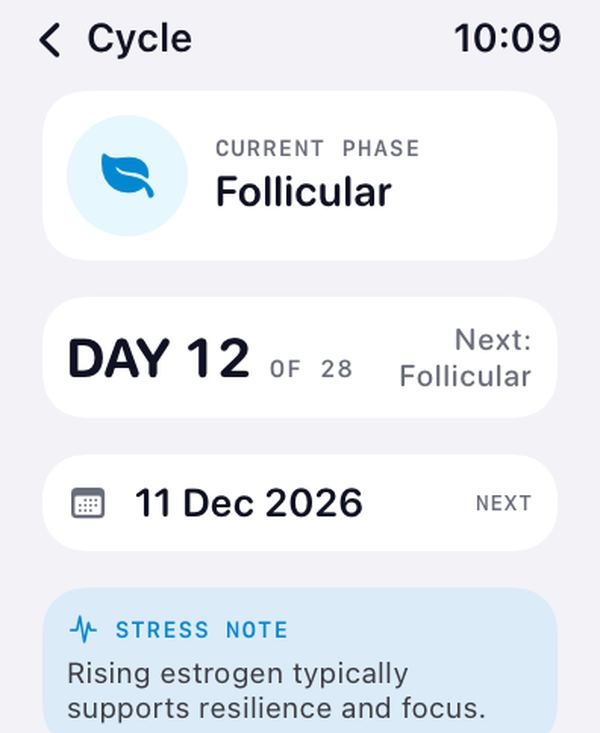 Cycle
10:09
CURRENT PHASE
Follicular
DAY 12 OF 28
Next:
Follicular
11 Dec 2026
NEXT
STRESS NOTE
Rising estrogen typically
supports resilience and focus.